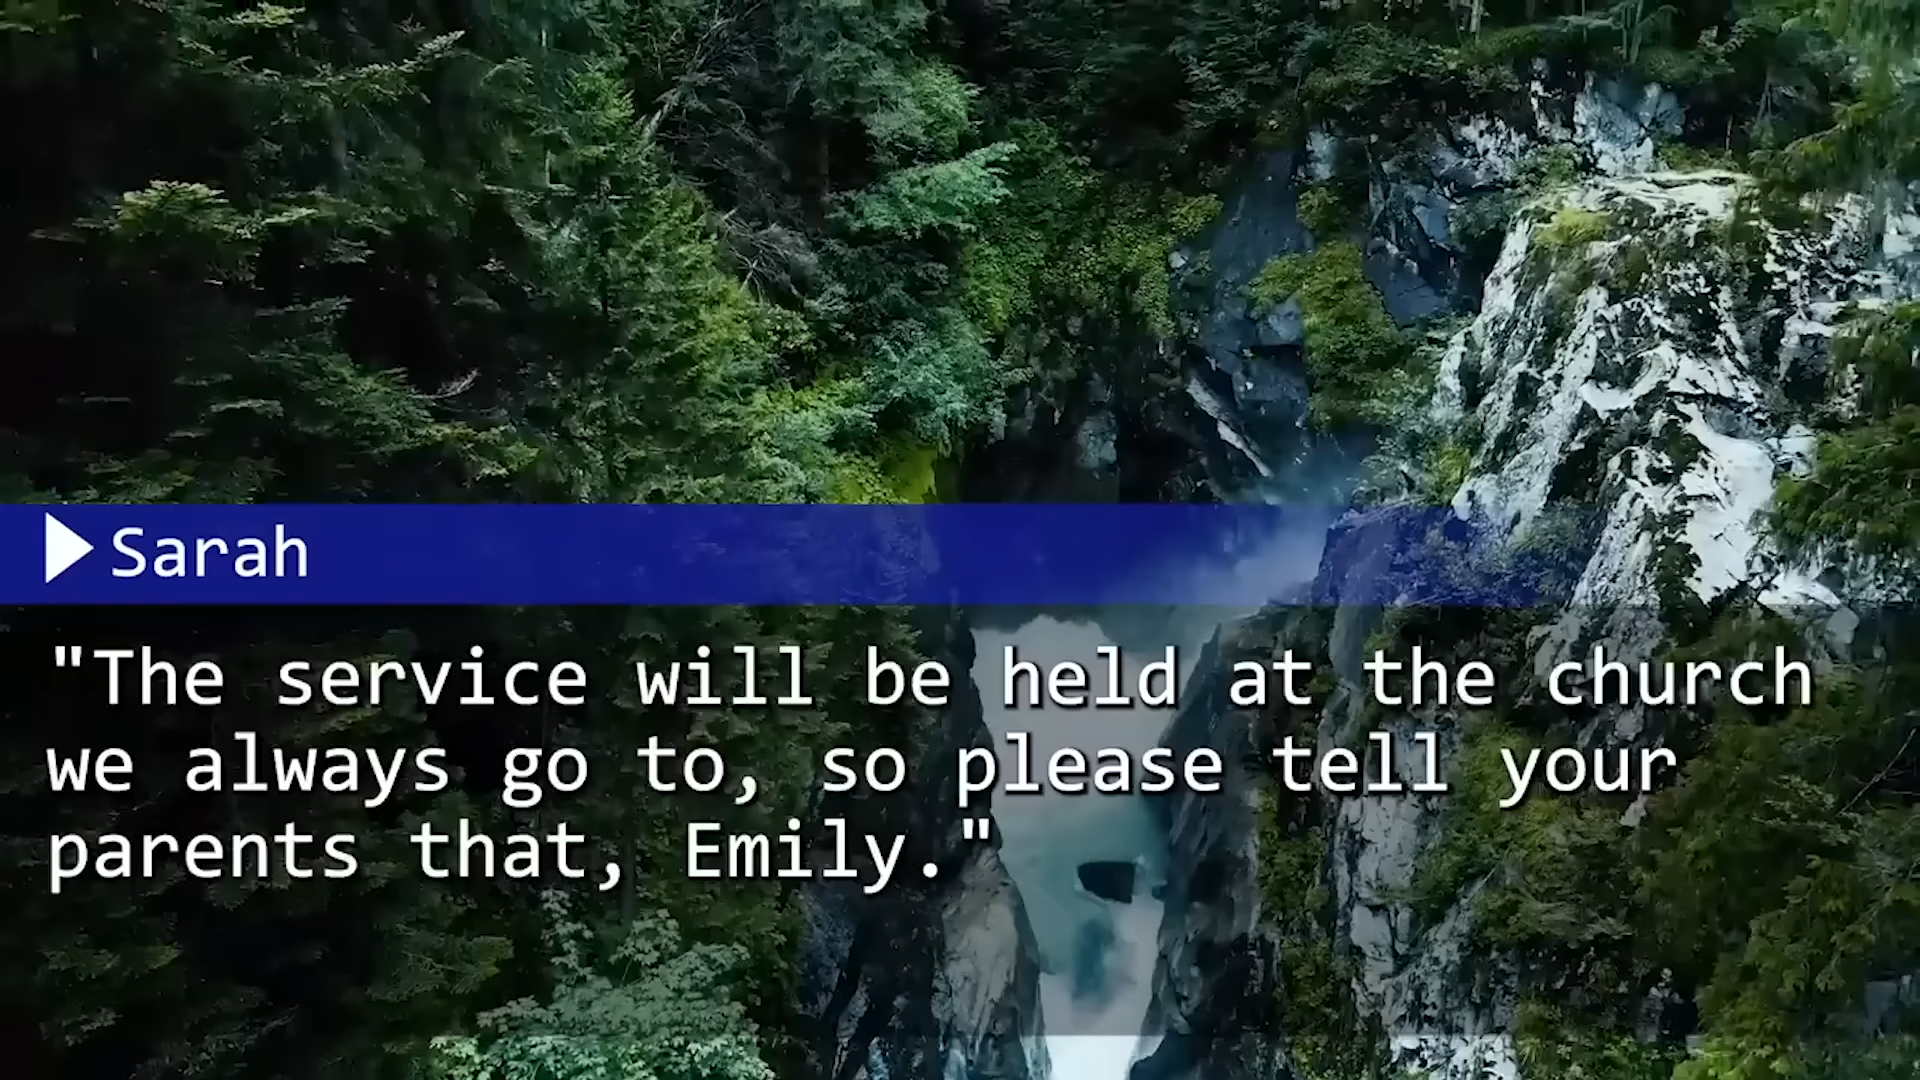 Sarah
"The service will be held at the church
we always go to, so please tell your
parents that, Emily."